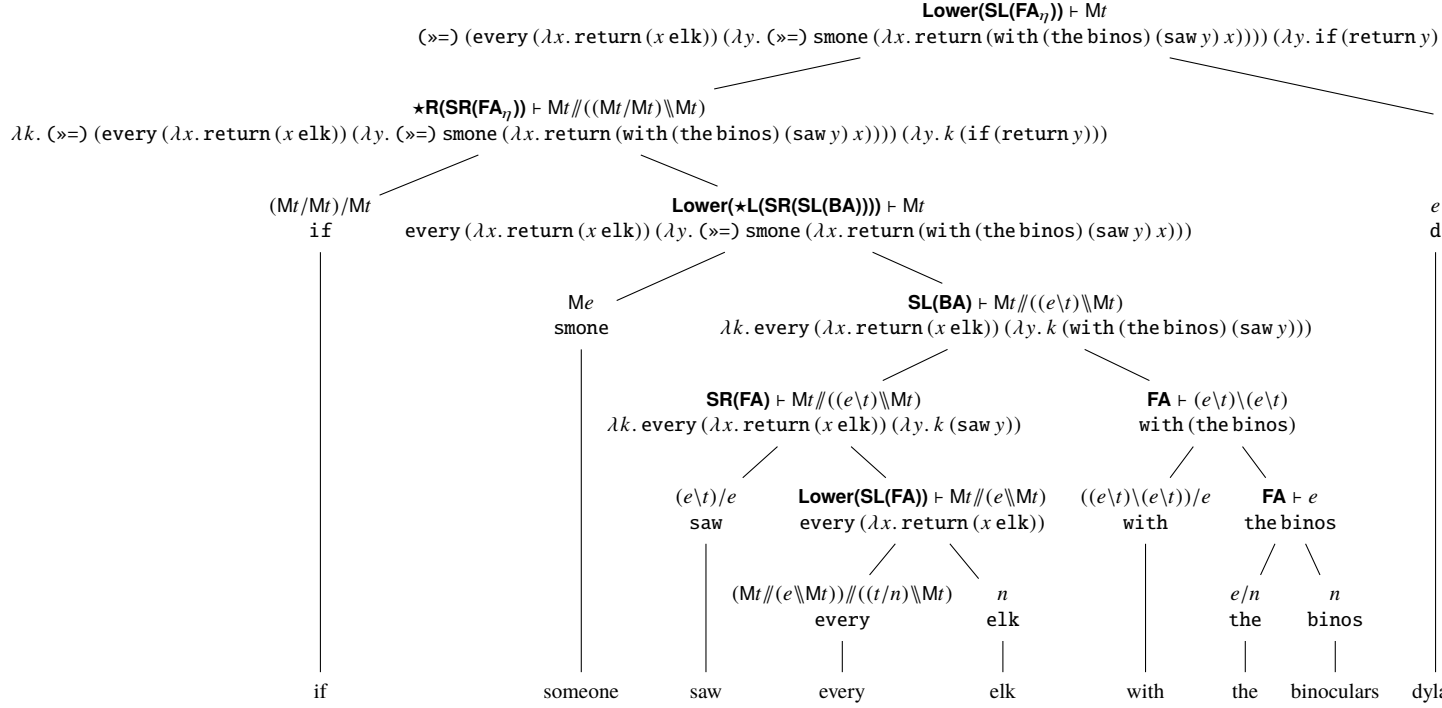 Lower(SL(FA_η)) ⊢ Mt
(»=) (every (λx. return (x elk)) (λy. (»=) smone (λx. return (with (the binos) (saw y) x)))) (λy. if (return y)
★R(SR(FA_η)) ⊢ Mt⫽((Mt/Mt)⑊Mt)
λk. (»=) (every (λx. return (x elk)) (λy. (»=) smone (λx. return (with (the binos) (saw y) x)))) (λy. k (if (return y)))
(Mt/Mt)/Mt Lower(★L(SR(SL(BA)))) ⊢ Mt e
if every (λx. return (x elk)) (λy. (»=) smone (λx. return (with (the binos) (saw y) x))) d
Me SL(BA) ⊢ Mt⫽((e\t)⑊Mt)
smone λk. every (λx. return (x elk)) (λy. k (with (the binos) (saw y)))
SR(FA) ⊢ Mt⫽((e\t)⑊Mt) FA ⊢ (e\t)\(e\t)
λk. every (λx. return (x elk)) (λy. k (saw y)) with (the binos)
(e\t)/e Lower(SL(FA)) ⊢ Mt⫽(e⑊Mt) ((e\t)\(e\t))/e FA ⊢ e
saw every (λx. return (x elk)) with the binos
(Mt⫽(e⑊Mt))⫽((t/n)⑊Mt) n e/n n
every elk the binos
if someone saw every elk with the binoculars